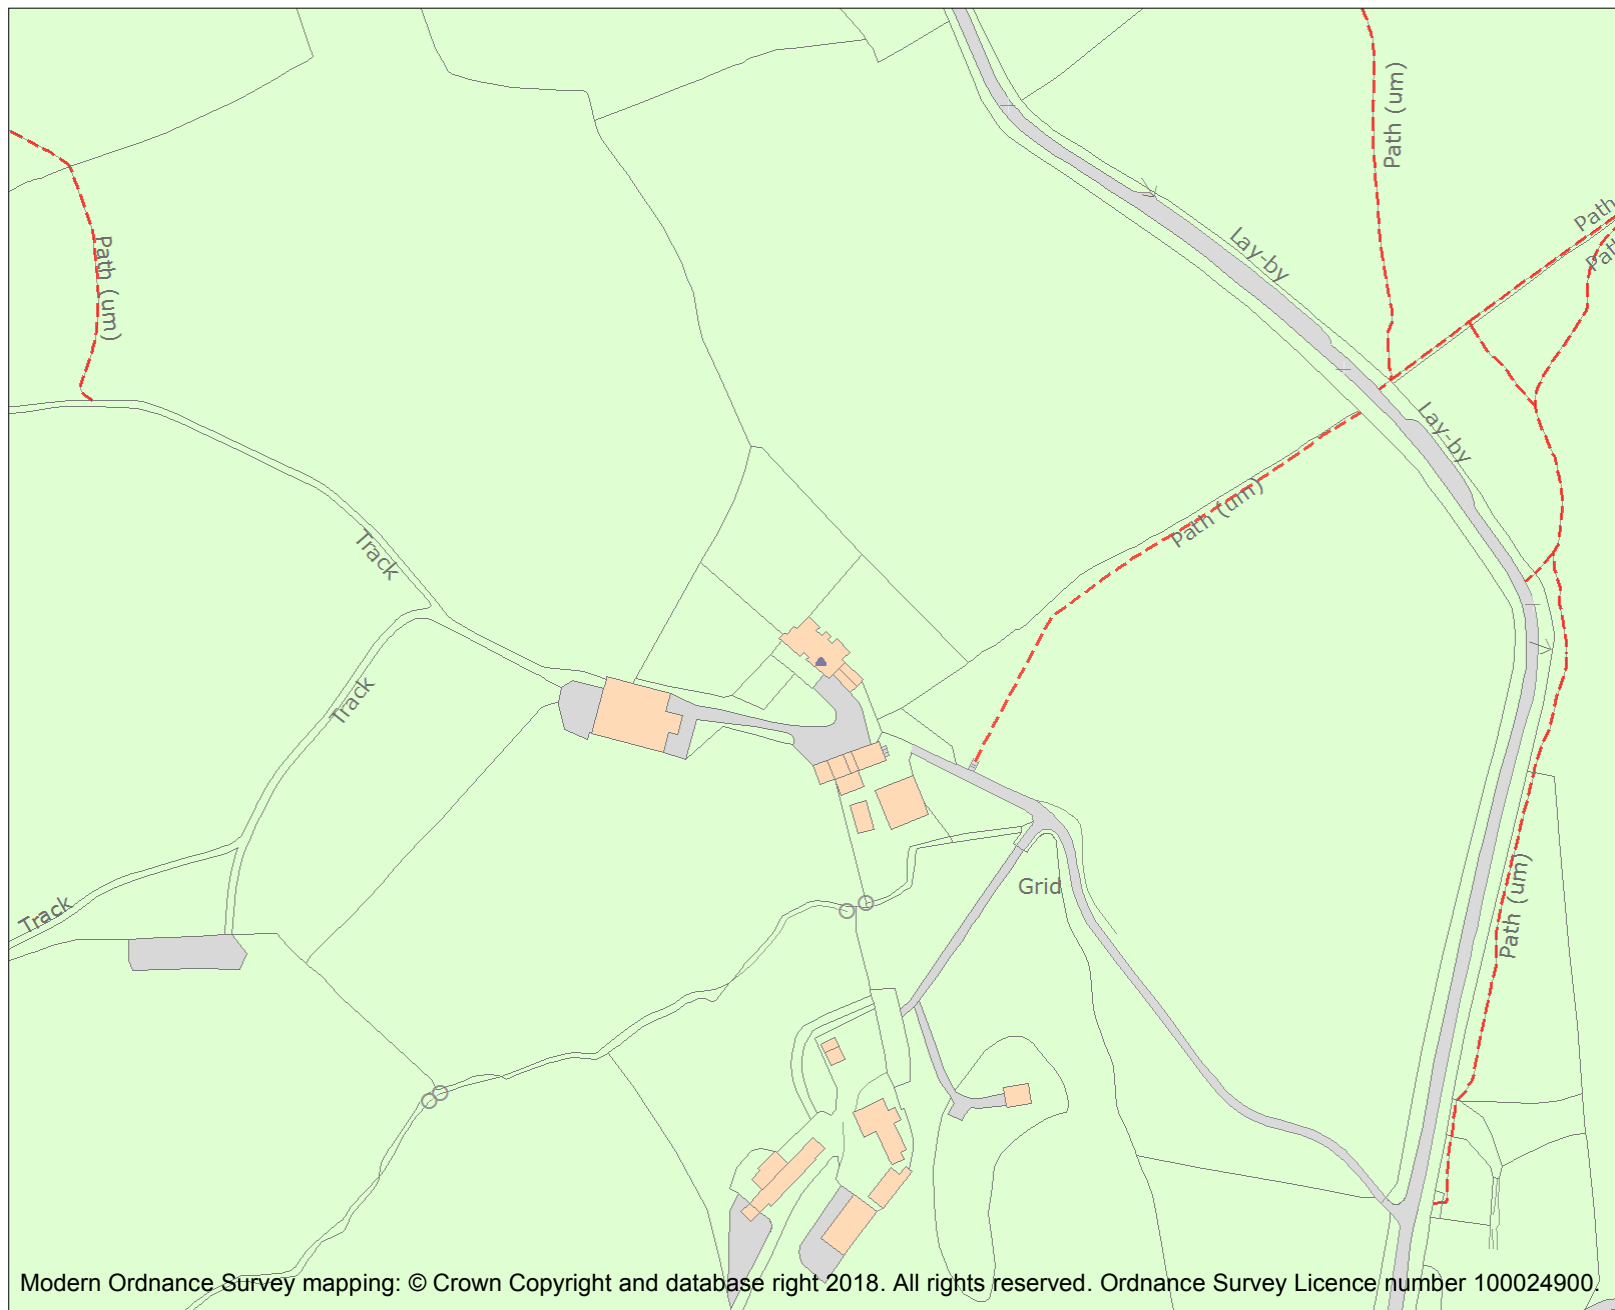 Path (um)
Path
Path (um)
Lay-by
Lay-by
Path (um)
Track
Track
Grid
Path (um)
Track
Modern Ordnance Survey mapping: © Crown Copyright and database right 2018. All rights reserved. Ordnance Survey Licence number 100024900.